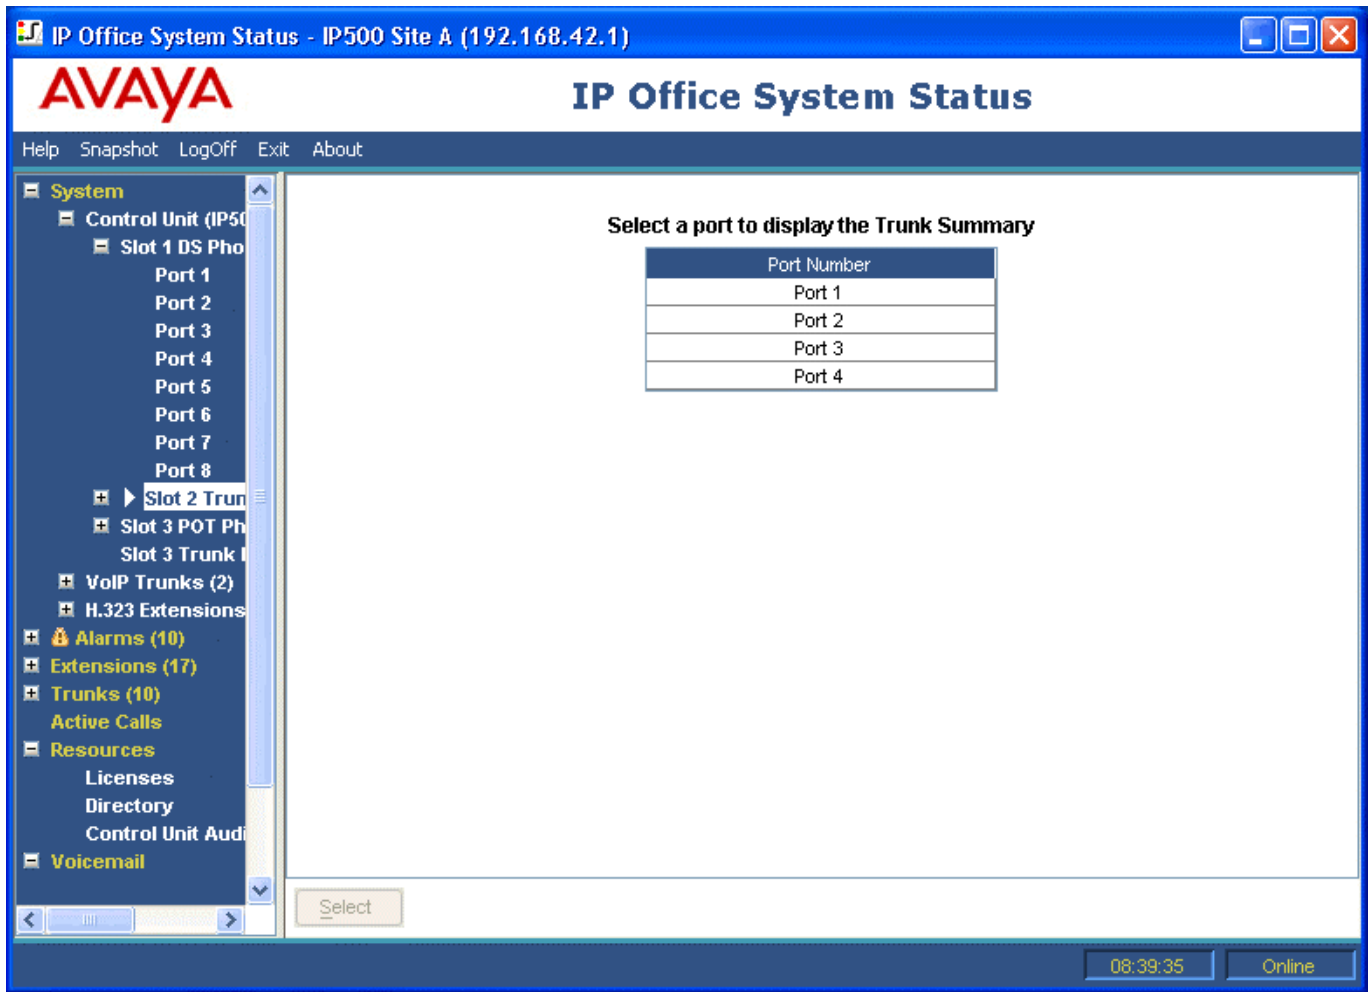 IP Office System Status - IP500 Site A (192.168.42.1)
AVAYA
IP Office System Status
Help Snapshot LogOff Exit About
System
Control Unit (IP50
Slot 1 DS Pho
Port 1
Port 2
Port 3
Port 4
Port 5
Port 6
Port 7
Port 8
Slot 2 Trun
Slot 3 POT Ph
Slot 3 Trunk
VoIP Trunks (2)
H.323 Extensions
Alarms (10)
Extensions (17)
Trunks (10)
Active Calls
Resources
Licenses
Directory
Control Unit Audi
Voicemail
Select a port to display the Trunk Summary
Port Number
Port 1
Port 2
Port 3
Port 4
Select
08:39:35
Online